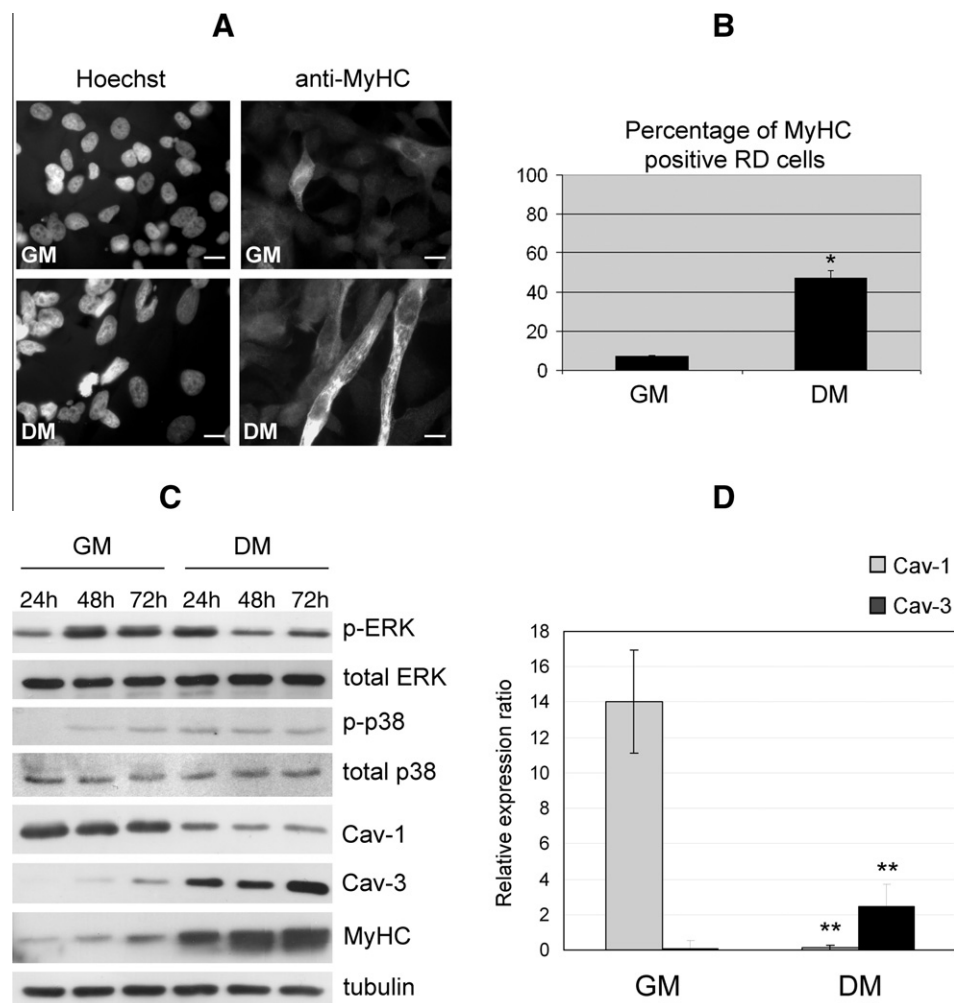 A
Hoechst anti-MyHC
GM GM
DM DM
B
Percentage of MyHC
positive RD cells
100
80
60
40
20
0
*
GM DM
C
GM DM
24h 48h 72h 24h 48h 72h
p-ERK
total ERK
p-p38
total p38
Cav-1
Cav-3
MyHC
tubulin
D
Cav-1
Cav-3
Relative expression ratio
18
16
14
12
10
8
6
4
2
0
** **
GM DM